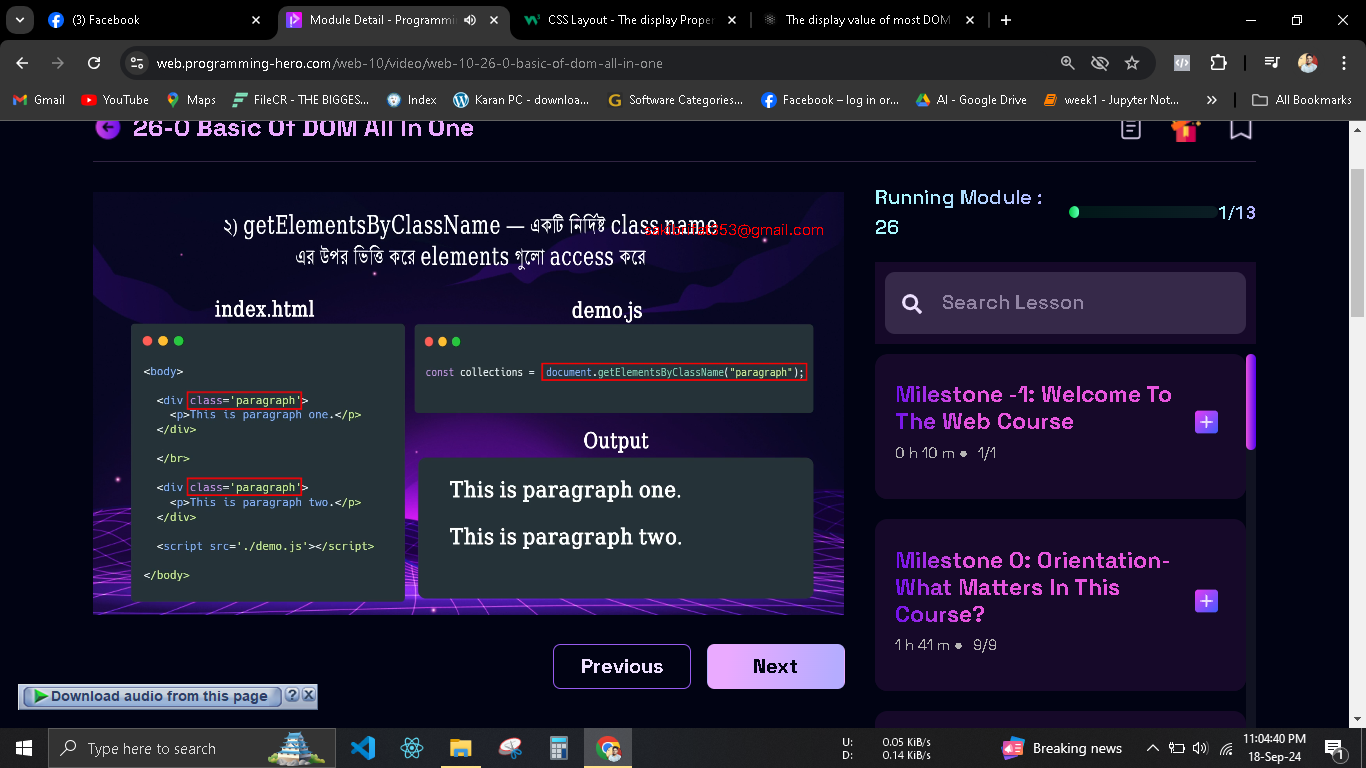 (3) Facebook
Module Detail - Programmin
CSS Layout - The display Proper
The display value of most DOM
web.programming-hero.com/web-10/video/web-10-26-0-basic-of-dom-all-in-one
Gmail
YouTube
Maps
FileCR - THE BIGGES...
Index
Karan PC - downloa...
Software Categories...
Facebook – log in or...
AI - Google Drive
week1 - Jupyter Not...
All Bookmarks
26-0 Basic Of DOM All In One
২) getElementsByClassName — একটি নির্দিষ্ট class name
এর উপর ভিত্তি করে elements গুলো access করে
index.html
<body>
<div class='paragraph'>
<p>This is paragraph one.</p>
</div>
</br>
<div class='paragraph'>
<p>This is paragraph two.</p>
</div>
<script src='./demo.js'></script>
</body>
demo.js
const collections = document.getElementsByClassName("paragraph");
Output
This is paragraph one.
This is paragraph two.
Previous
Next
Running Module :
26
1/13
Search Lesson
Milestone -1: Welcome To
The Web Course
0 h 10 m • 1/1
Milestone 0: Orientation-
What Matters In This
Course?
1 h 41 m • 9/9
Download audio from this page
Type here to search
U: 0.05 KiB/s
D: 0.14 KiB/s
Breaking news
11:04:40 PM
18-Sep-24
1